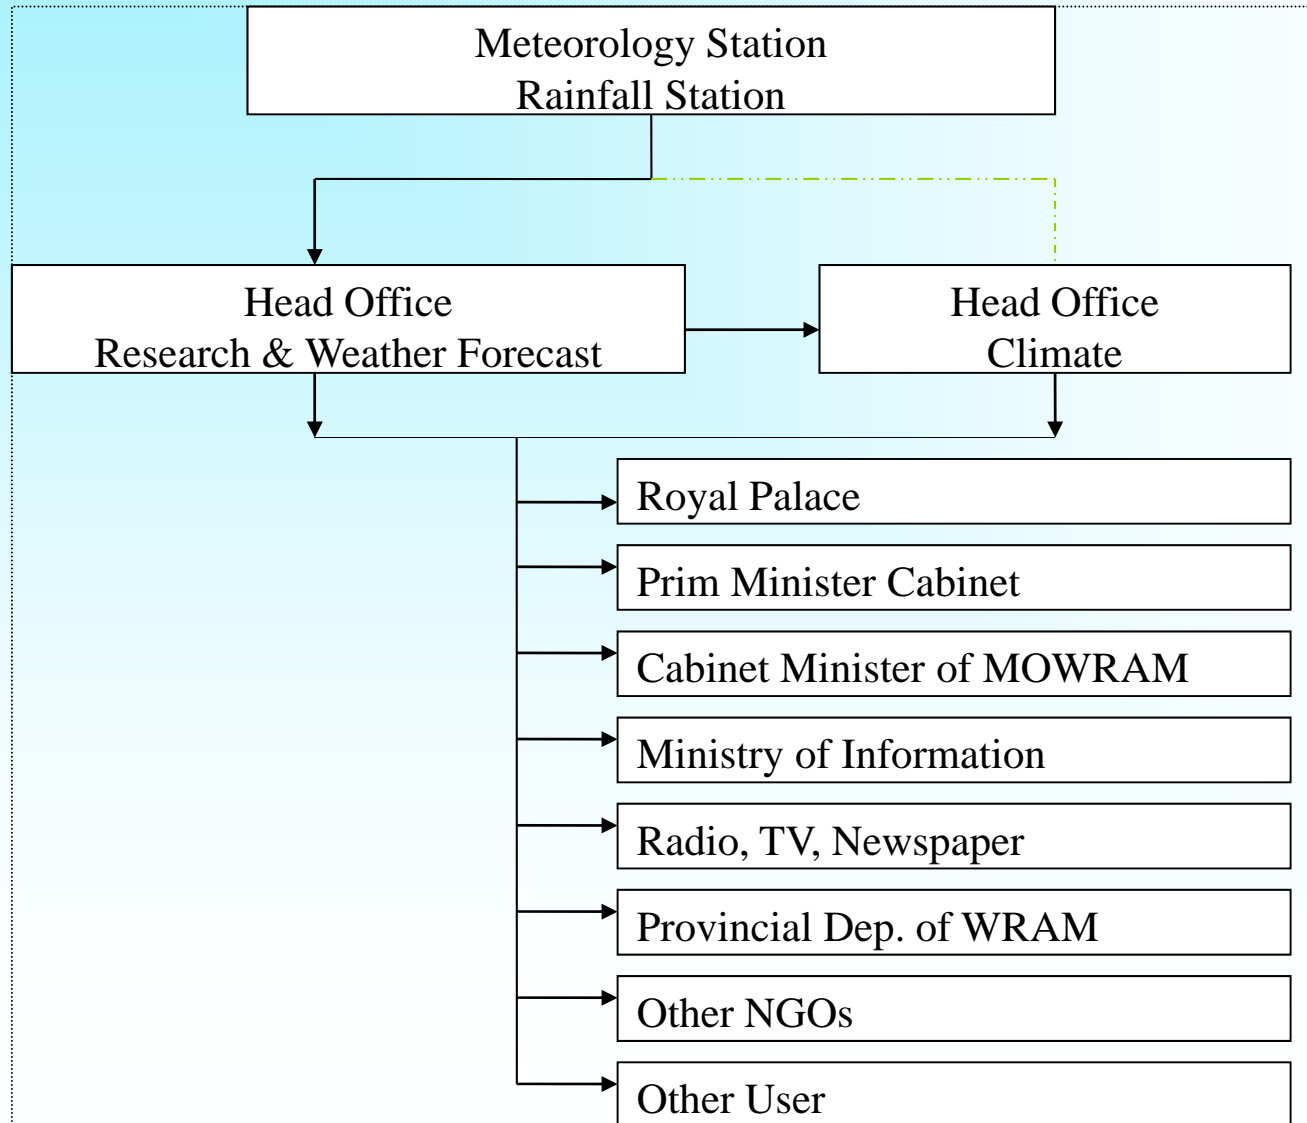 Meteorology Station
Rainfall Station
Head Office
Research & Weather Forecast
Head Office
Climate
Royal Palace
Prim Minister Cabinet
Cabinet Minister of MOWRAM
Ministry of Information
Radio, TV, Newspaper
Provincial Dep. of WRAM
Other NGOs
Other User